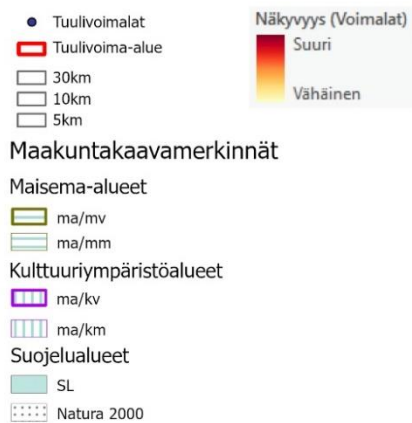 Tuulivoimalat
Tuulivoima-alue
30km
10km
5km
Näkyvyys (Voimalat)
Suuri
Vähäinen
Maakuntakaavamerkinnät
Maisema-alueet
ma/mv
ma/mm
Kulttuuriympäristöalueet
ma/kv
ma/km
Suojelualueet
SL
Natura 2000